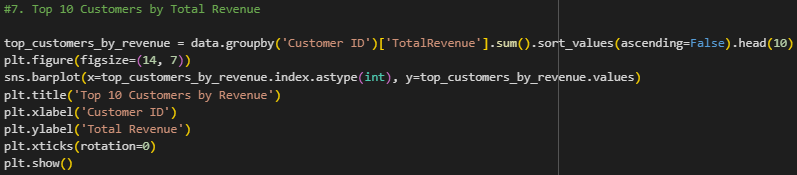 #7. Top 10 Customers by Total Revenue
top_customers_by_revenue = data.groupby('Customer ID')['TotalRevenue'].sum().sort_values(ascending=False).head(10)
plt.figure(figsize=(14, 7))
sns.barplot(x=top_customers_by_revenue.index.astype(int), y=top_customers_by_revenue.values)
plt.title('Top 10 Customers by Revenue')
plt.xlabel('Customer ID')
plt.ylabel('Total Revenue')
plt.xticks(rotation=0)
plt.show()